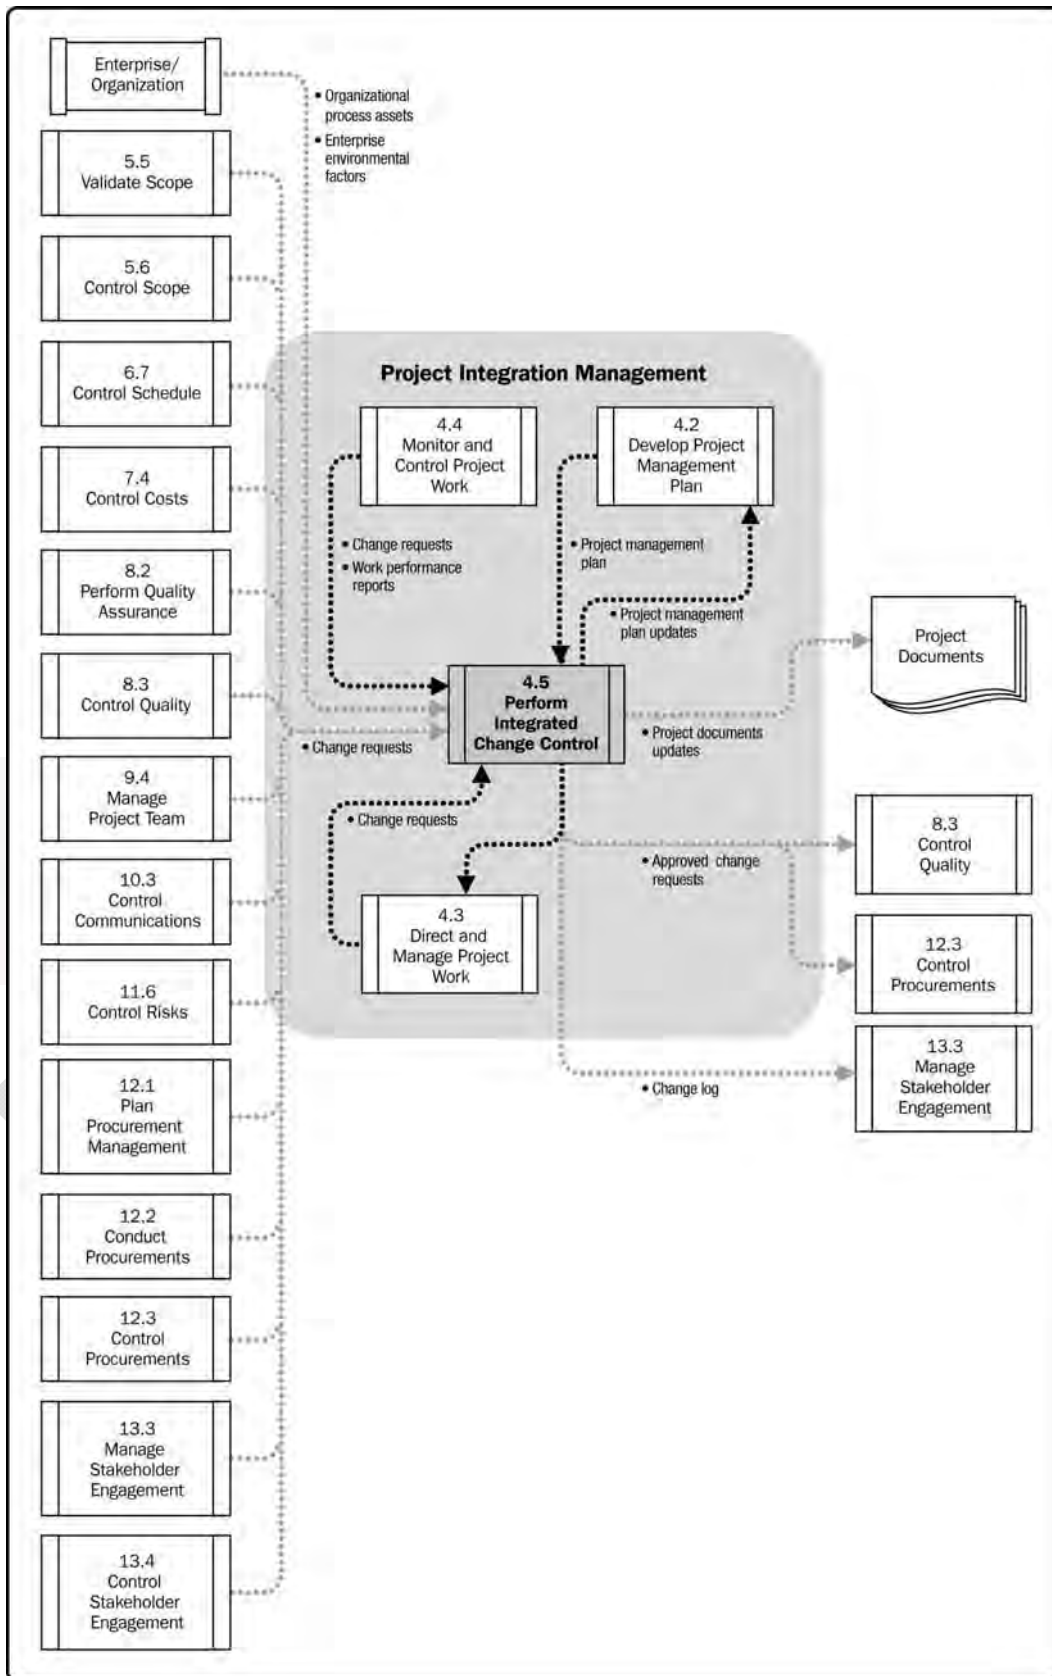 Enterprise/
Organization
• Organizational
process assets
• Enterprise
environmental
factors
5.5
Validate Scope
5.6
Control Scope
6.7
Control Schedule
7.4
Control Costs
8.2
Perform Quality
Assurance
8.3
Control Quality
9.4
Manage
Project Team
10.3
Control
Communications
11.6
Control Risks
12.1
Plan
Procurement
Management
12.2
Conduct
Procurements
12.3
Control
Procurements
13.3
Manage
Stakeholder
Engagement
13.4
Control
Stakeholder
Engagement
Project Integration Management
4.4
Monitor and
Control Project
Work
4.2
Develop Project
Management
Plan
• Change requests
• Work performance
reports
• Project management
plan
• Project management
plan updates
4.5
Perform
Integrated
Change Control
• Change requests
• Project documents
updates
• Change requests
• Approved change
requests
4.3
Direct and
Manage Project
Work
• Change log
Project
Documents
8.3
Control
Quality
12.3
Control
Procurements
13.3
Manage
Stakeholder
Engagement